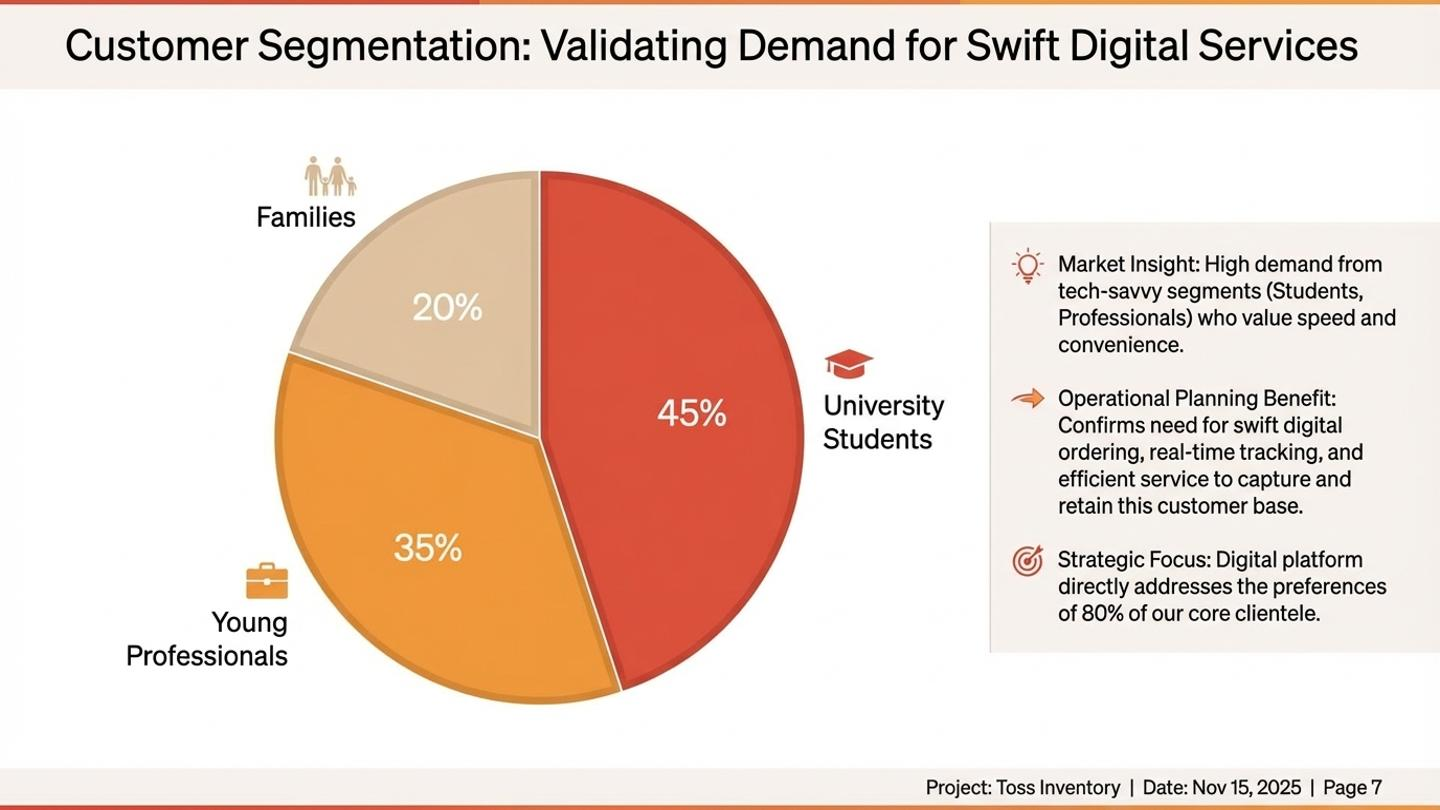 Customer Segmentation: Validating Demand for Swift Digital Services
Families
20%
45%
University
Students
35%
Young
Professionals
Market Insight: High demand from
tech-savvy segments (Students,
Professionals) who value speed and
convenience.
Operational Planning Benefit:
Confirms need for swift digital
ordering, real-time tracking, and
efficient service to capture and
retain this customer base.
Strategic Focus: Digital platform
directly addresses the preferences
of 80% of our core clientele.
Project: Toss Inventory | Date: Nov 15, 2025 | Page 7